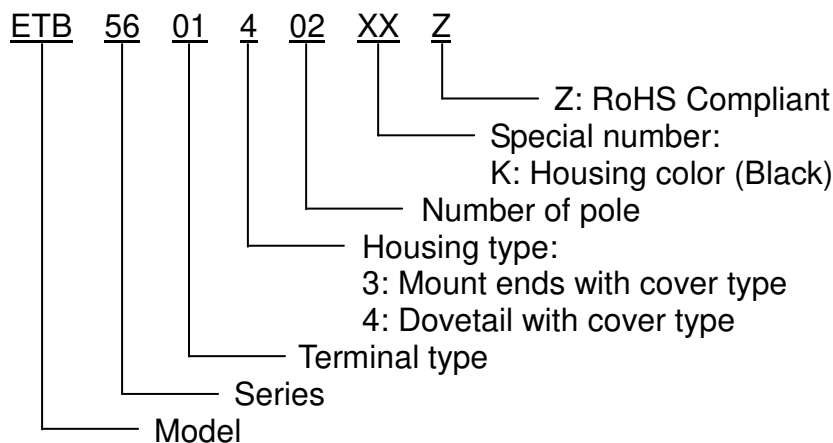 ETB 56 01 4 02 XX Z
Z: RoHS Compliant
Special number:
K: Housing color (Black)
Number of pole
Housing type:
3: Mount ends with cover type
4: Dovetail with cover type
Terminal type
Series
Model